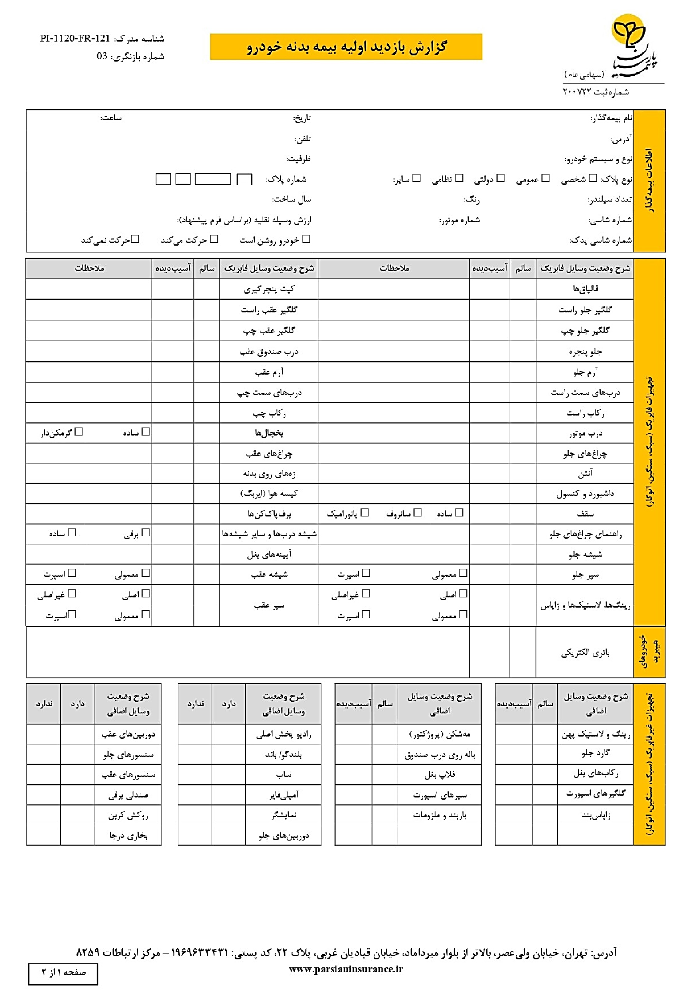 بیمه پارسیان
(سهامی عام)
شماره ثبت ۲۰۰۷۲۲
گزارش بازدید اولیه بیمه بدنه خودرو
شناسه مدرک: PI-1120-FR-121
شماره بازنگری: 03
اطلاعات بیمه‌گذار
نام بیمه‌گذار: تاریخ: ساعت:
آدرس: تلفن:
نوع و سیستم خودرو: ظرفیت:
نوع پلاک: □ شخصی □ عمومی □ دولتی □ نظامی □ سایر: شماره پلاک:
تعداد سیلندر: رنگ: سال ساخت:
شماره شاسی: شماره موتور: ارزش وسیله نقلیه (براساس فرم پیشنهاد):
شماره شاسی یدک: □ خودرو روشن است □ حرکت می‌کند □حرکت نمی‌کند
تجهیزات فابریک (سبک، سنگین، اتوکار)
شرح وضعیت وسایل فابریک سالم آسیب‌دیده ملاحظات شرح وضعیت وسایل فابریک سالم آسیب‌دیده ملاحظات
قالپاق‌ها کیت پنچرگیری
گلگیر جلو راست گلگیر عقب راست
گلگیر جلو چپ گلگیر عقب چپ
جلو پنجره درب صندوق عقب
آرم جلو آرم عقب
درب‌های سمت راست درب‌های سمت چپ
رکاب راست رکاب چپ
درب موتور یخچال‌ها □ ساده □ گرمکن‌دار
چراغ‌های جلو چراغ‌های عقب
آنتن زه‌های روی بدنه
داشبورد و کنسول کیسه هوا (ایربگ)
سقف □ ساده □ سانروف □ پانورامیک برف‌پاک‌کن‌ها
راهنمای چراغ‌های جلو شیشه درب‌ها و سایر شیشه‌ها □ برقی □ ساده
شیشه جلو آیینه‌های بغل
سپر جلو □ معمولی □ اسپرت شیشه عقب □ معمولی □ اسپرت
رینگ‌ها، لاستیک‌ها و زاپاس □ اصلی □ غیراصلی سپر عقب □ اصلی □ غیراصلی
□ معمولی □ اسپرت □ معمولی □اسپرت
خودروهای هیبرید
باتری الکتریکی
تجهیزات غیرفابریک (سبک، سنگین، اتوکار)
شرح وضعیت وسایل اضافی سالم آسیب‌دیده شرح وضعیت وسایل اضافی سالم آسیب‌دیده شرح وضعیت وسایل اضافی دارد ندارد شرح وضعیت وسایل اضافی دارد ندارد
رینگ و لاستیک پهن مه‌شکن (پروژکتور) رادیو پخش اصلی دوربین‌های عقب
گارد جلو باله روی درب صندوق بلندگو/ باند سنسورهای جلو
رکاب‌های بغل فلاپ بغل ساب سنسورهای عقب
گلگیرهای اسپورت سپرهای اسپورت آمپلی‌فایر صندلی برقی
زاپاس‌بند باربند و ملزومات نمایشگر روکش کربن
دوربین‌های جلو بخاری درجا
آدرس: تهران، خیابان ولی‌عصر، بالاتر از بلوار میرداماد، خیابان قبادیان غربی، پلاک ۲۲، کد پستی: ۱۹۶۹۶۳۳۴۳۱ – مرکز ارتباطات ۸۲۵۹
www.parsianinsurance.ir
صفحه ۱ از ۲